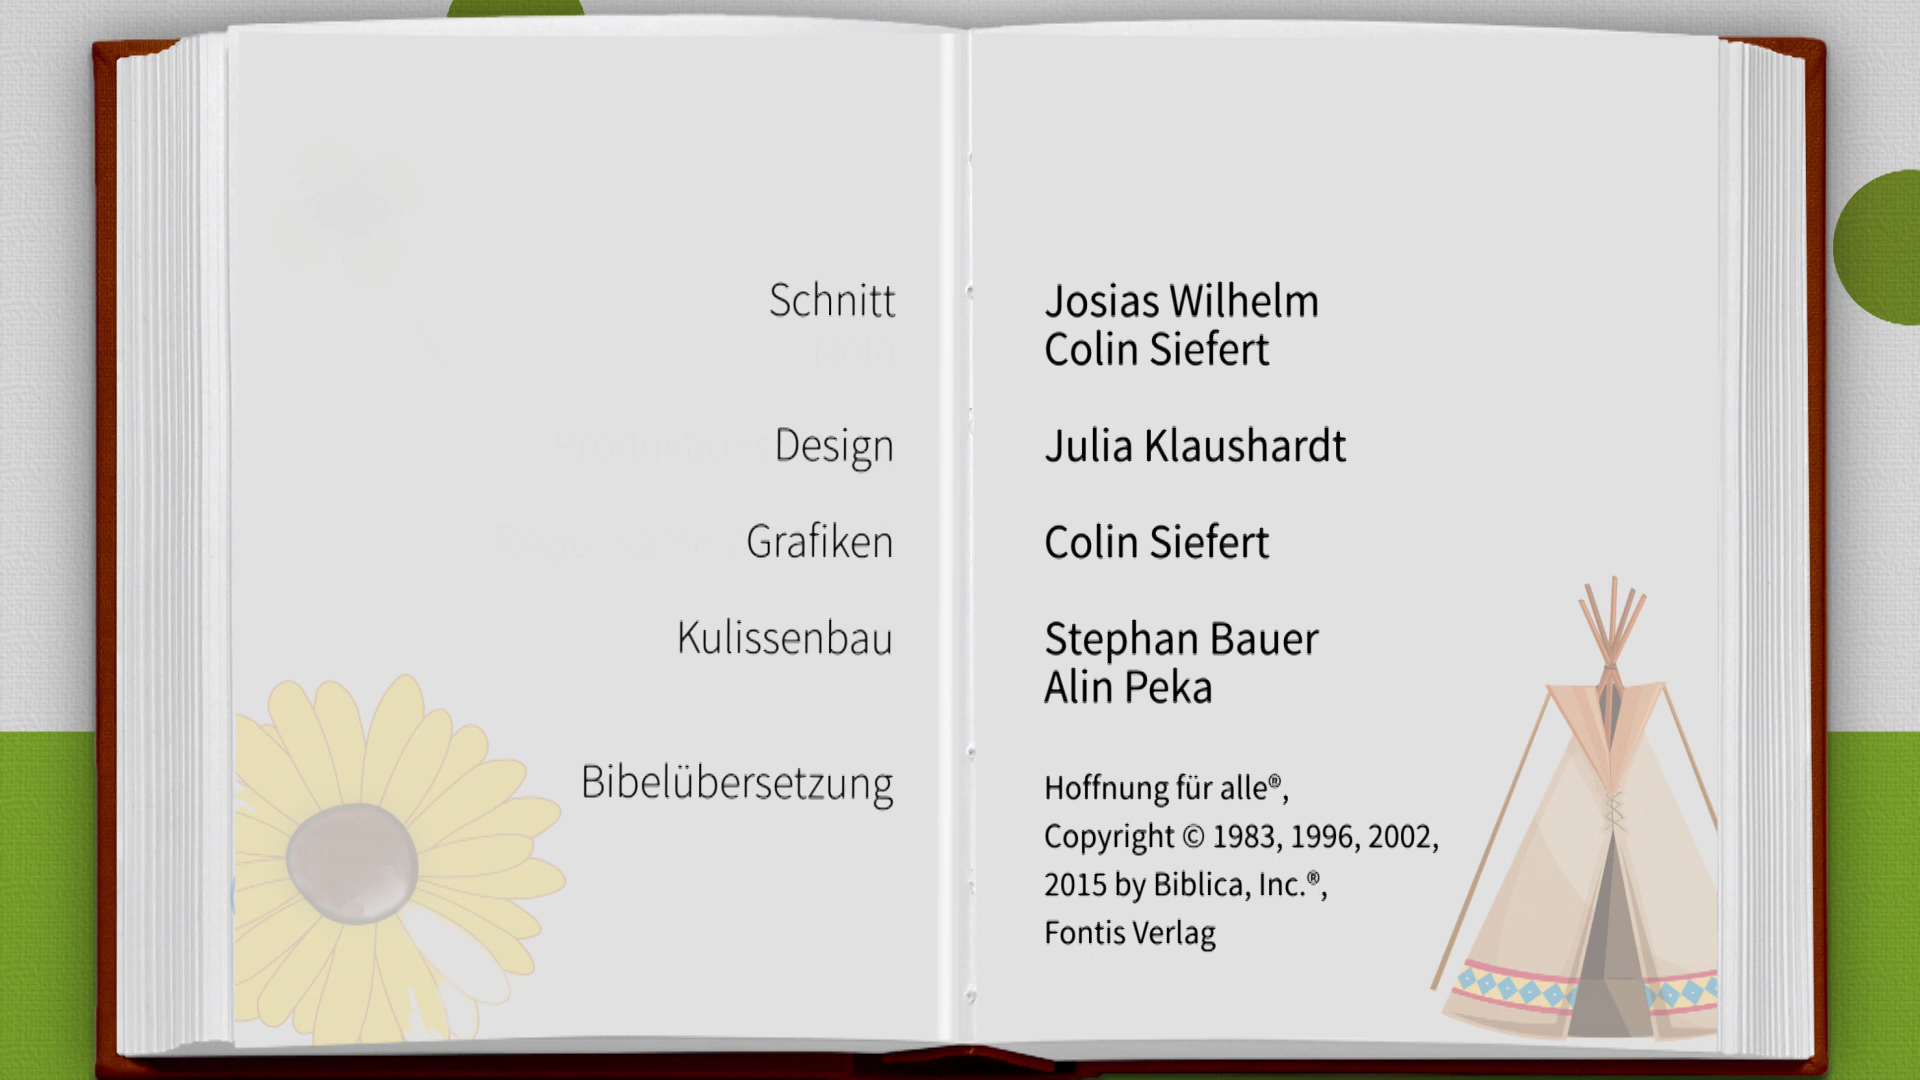 Schnitt
Josias Wilhelm
Colin Siefert
Design
Julia Klaushardt
Grafiken
Colin Siefert
Kulissenbau
Stephan Bauer
Alin Peka
Bibelübersetzung
Hoffnung für alle®,
Copyright © 1983, 1996, 2002,
2015 by Biblica, Inc.®,
Fontis Verlag